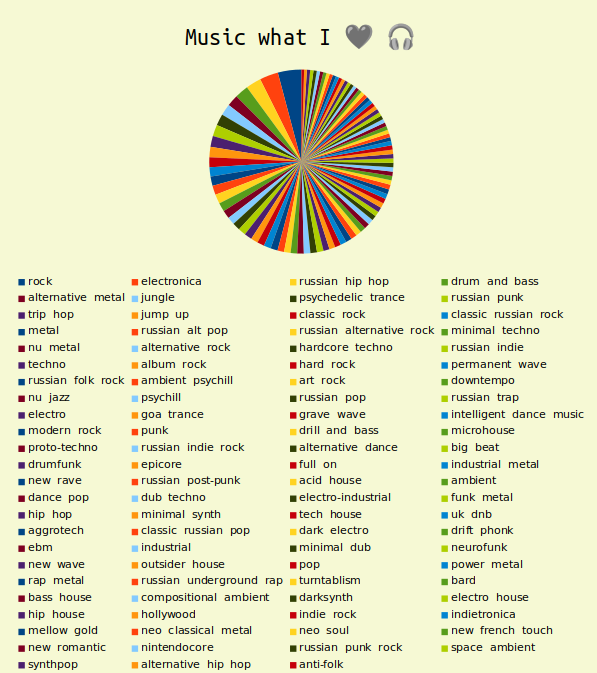 Music what I 🖤 🎧
rock electronica russian hip hop drum and bass
alternative metal jungle psychedelic trance russian punk
trip hop jump up classic rock classic russian rock
metal russian alt pop russian alternative rock minimal techno
nu metal alternative rock hardcore techno russian indie
techno album rock hard rock permanent wave
russian folk rock ambient psychill art rock downtempo
nu jazz psychill russian pop russian trap
electro goa trance grave wave intelligent dance music
modern rock punk drill and bass microhouse
proto-techno russian indie rock alternative dance big beat
drumfunk epicore full on industrial metal
new rave russian post-punk acid house ambient
dance pop dub techno electro-industrial funk metal
hip hop minimal synth tech house uk dnb
aggrotech classic russian pop dark electro drift phonk
ebm industrial minimal dub neurofunk
new wave outsider house pop power metal
rap metal russian underground rap turntablism bard
bass house compositional ambient darksynth electro house
hip house hollywood indie rock indietronica
mellow gold neo classical metal neo soul new french touch
new romantic nintendocore russian punk rock space ambient
synthpop alternative hip hop anti-folk